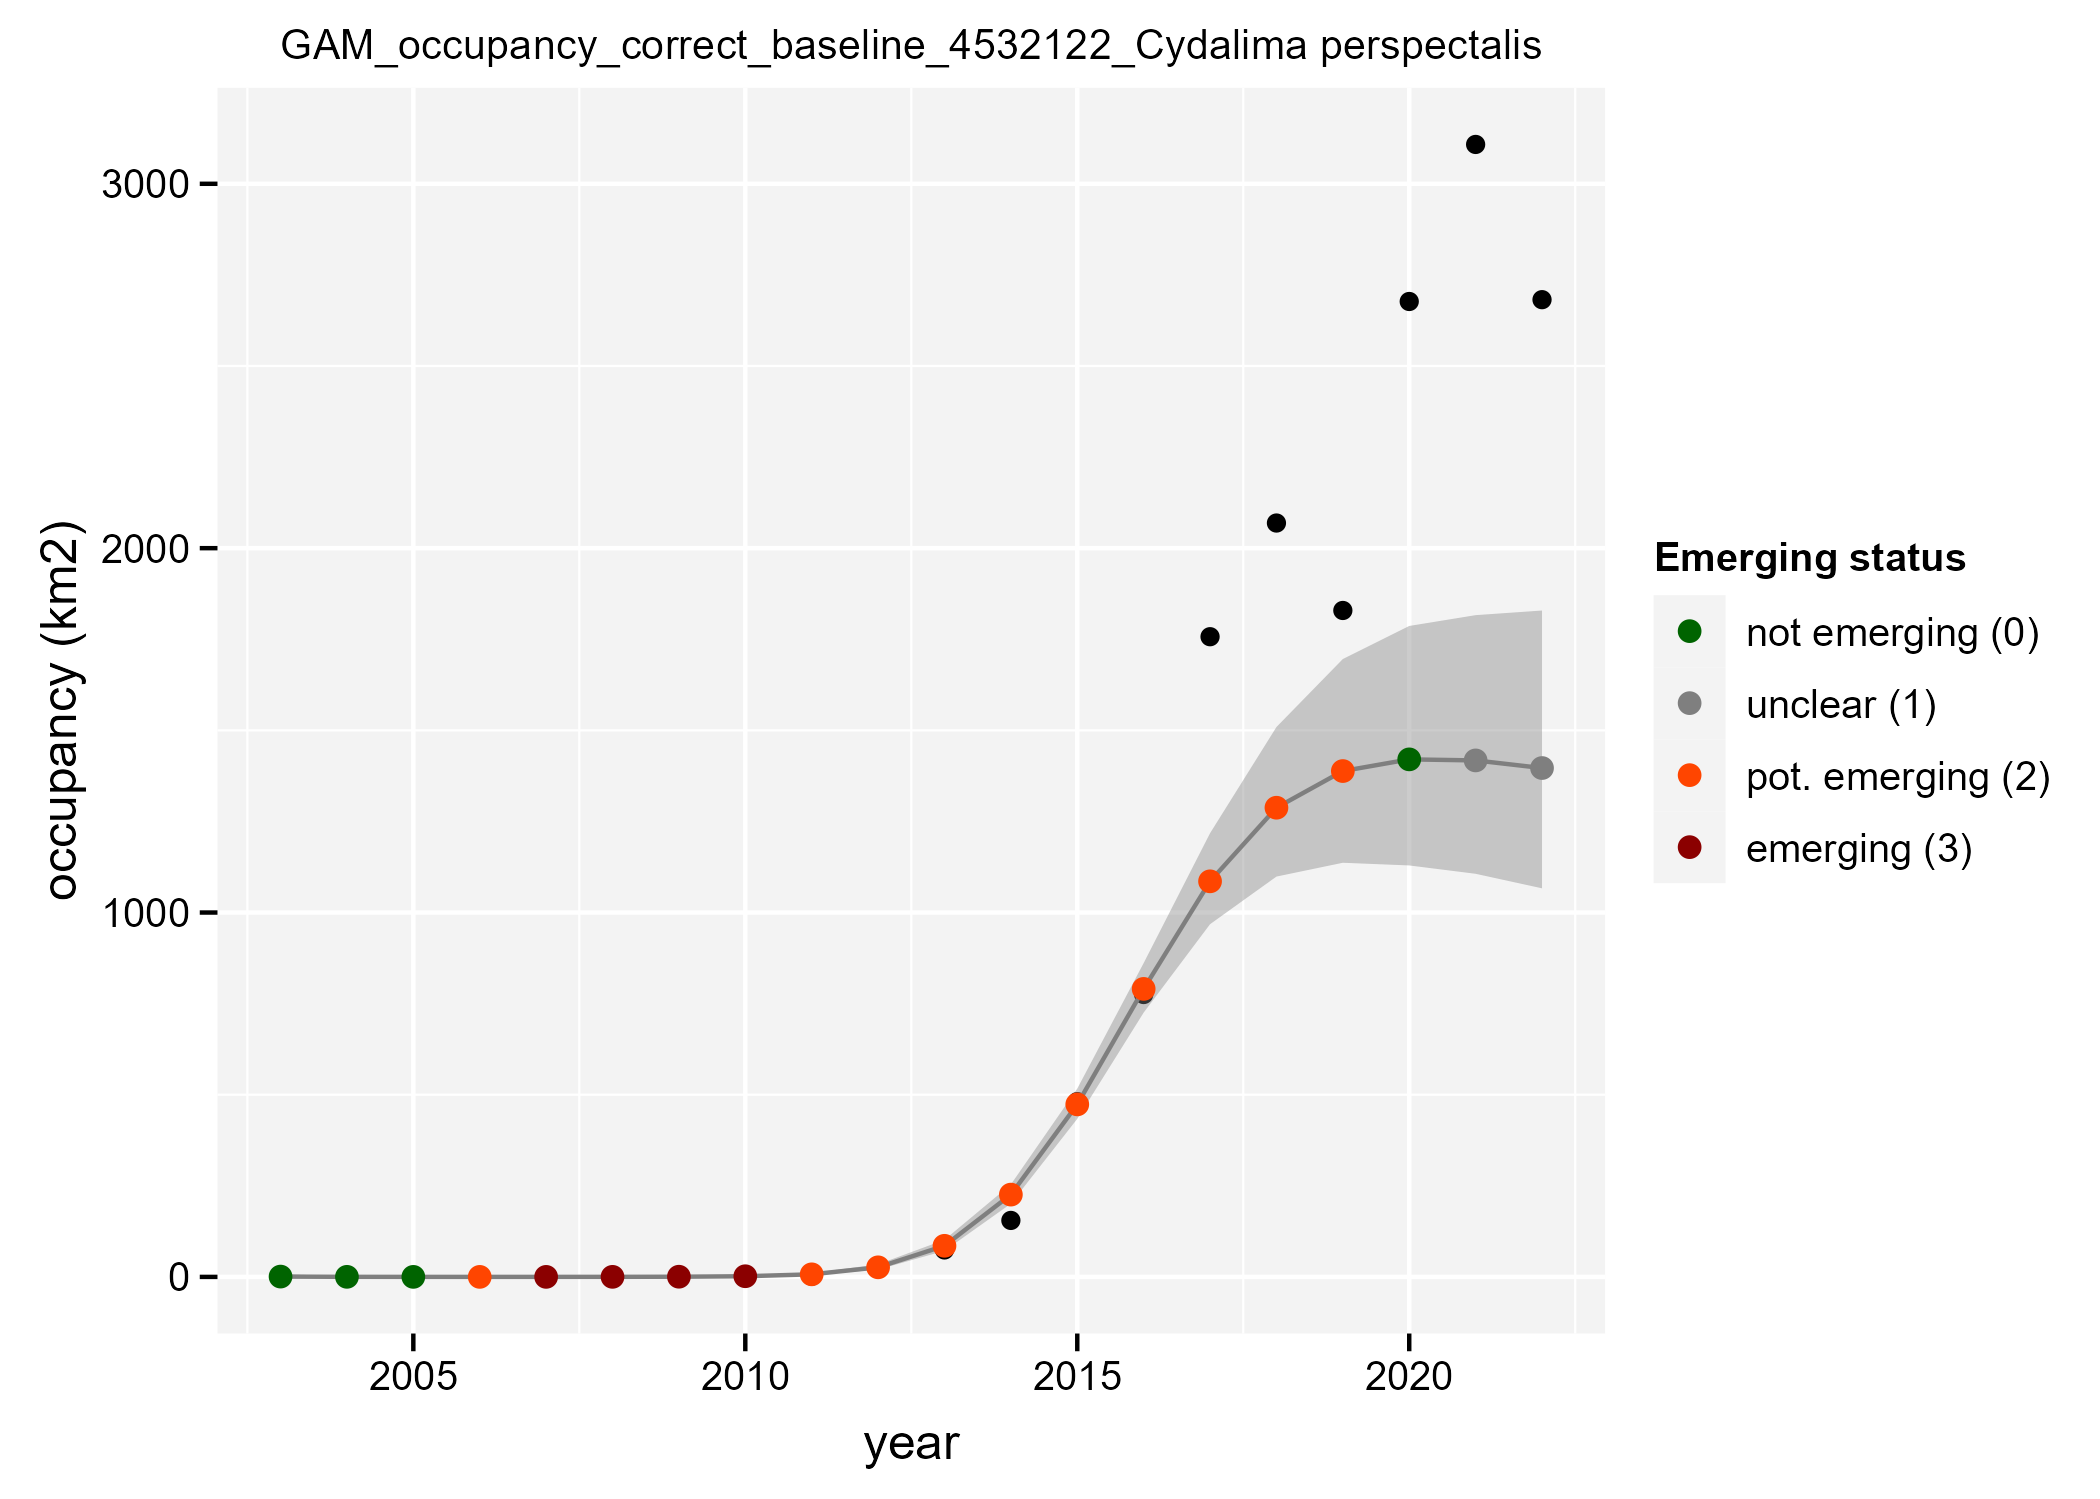 GAM_occupancy_correct_baseline_4532122_Cydalima perspectalis
3000
2000
1000
0
occupancy (km2)
2005 2010 2015 2020
year
Emerging status
not emerging (0)
unclear (1)
pot. emerging (2)
emerging (3)